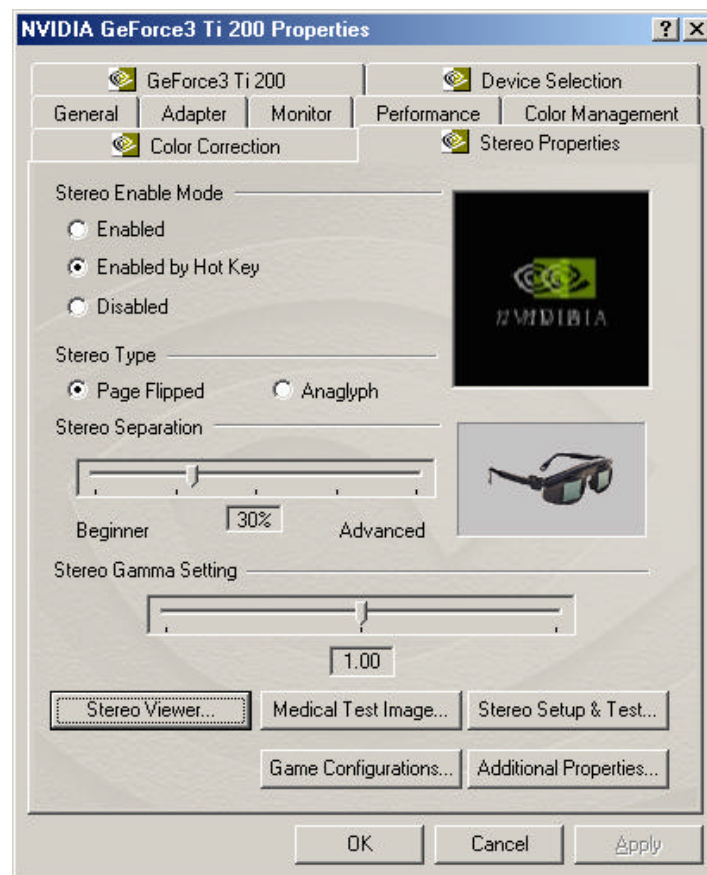 NVIDIA GeForce3 Ti 200 Properties
GeForce3 Ti 200 Device Selection
General Adapter Monitor Performance Color Management
Color Correction Stereo Properties
Stereo Enable Mode
Enabled
Enabled by Hot Key
Disabled
Stereo Type
Page Flipped Anaglyph
Stereo Separation
30%
Beginner Advanced
Stereo Gamma Setting
1.00
Stereo Viewer... Medical Test Image... Stereo Setup & Test...
Game Configurations... Additional Properties...
OK Cancel Apply